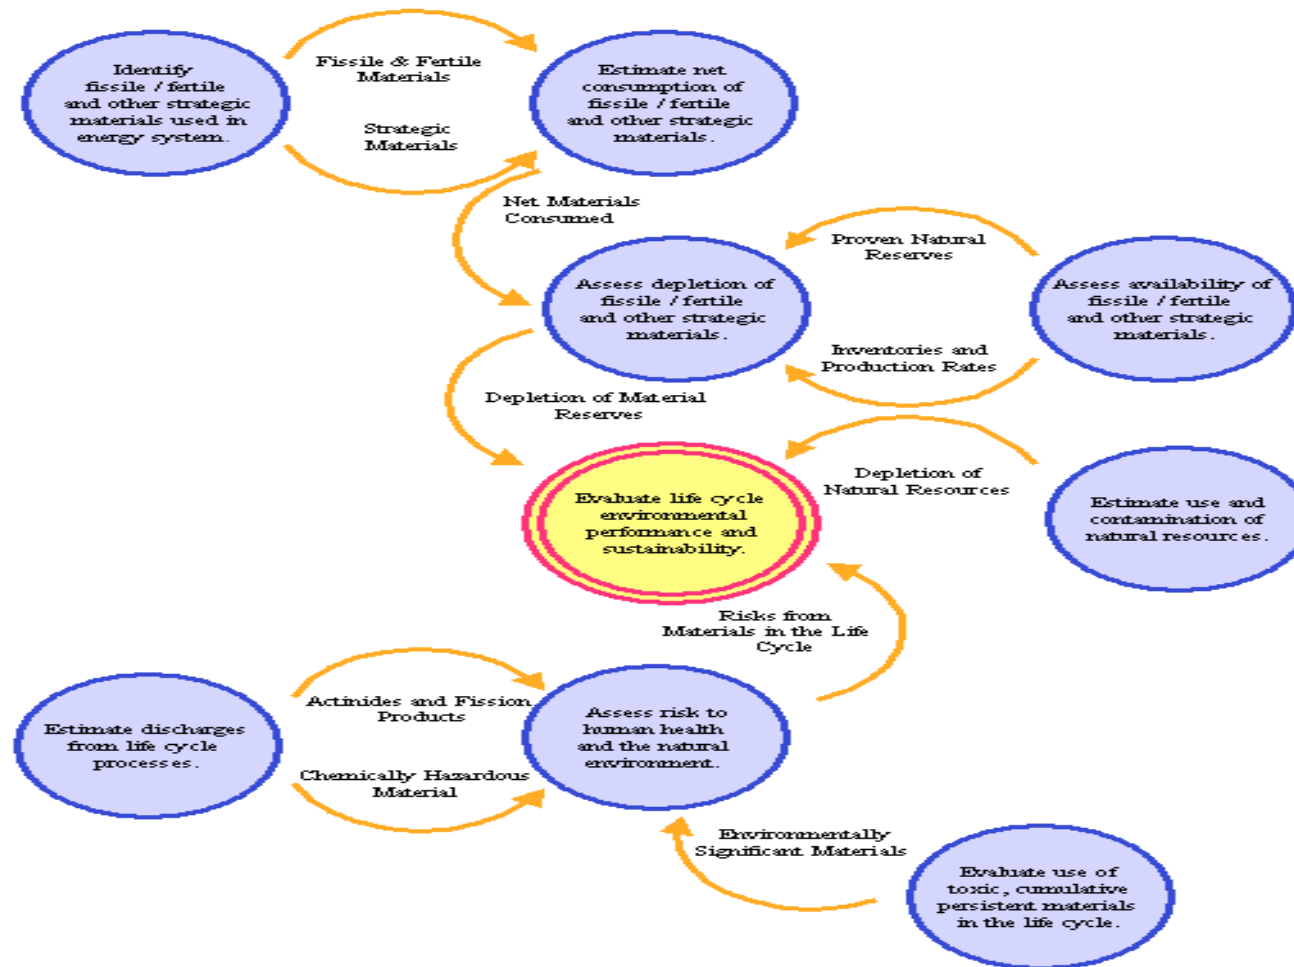 Identify
fissile / fertile
and other strategic
materials used in
energy system.
Fissile & Fertile
Materials
Strategic
Materials
Estimate net
consumption of
fissile / fertile
and other strategic
materials.
Net Materials
Consumed
Assess depletion of
fissile / fertile
and other strategic
materials.
Proven Natural
Reserves
Inventories and
Production Rates
Assess availability of
fissile / fertile
and other strategic
materials.
Depletion of Material
Reserves
Evaluate life cycle
environmental
performance and
sustainability.
Depletion of
Natural Resources
Estimate use and
contamination of
natural resources.
Risks from
Materials in the Life
Cycle
Estimate discharges
from life cycle
processes.
Actinides and Fission
Products
Chemically Hazardous
Material
Assess risk to
human health
and the natural
environment.
Environmentally
Significant Materials
Evaluate use of
toxic, cumulative
persistent materials
in the life cycle.